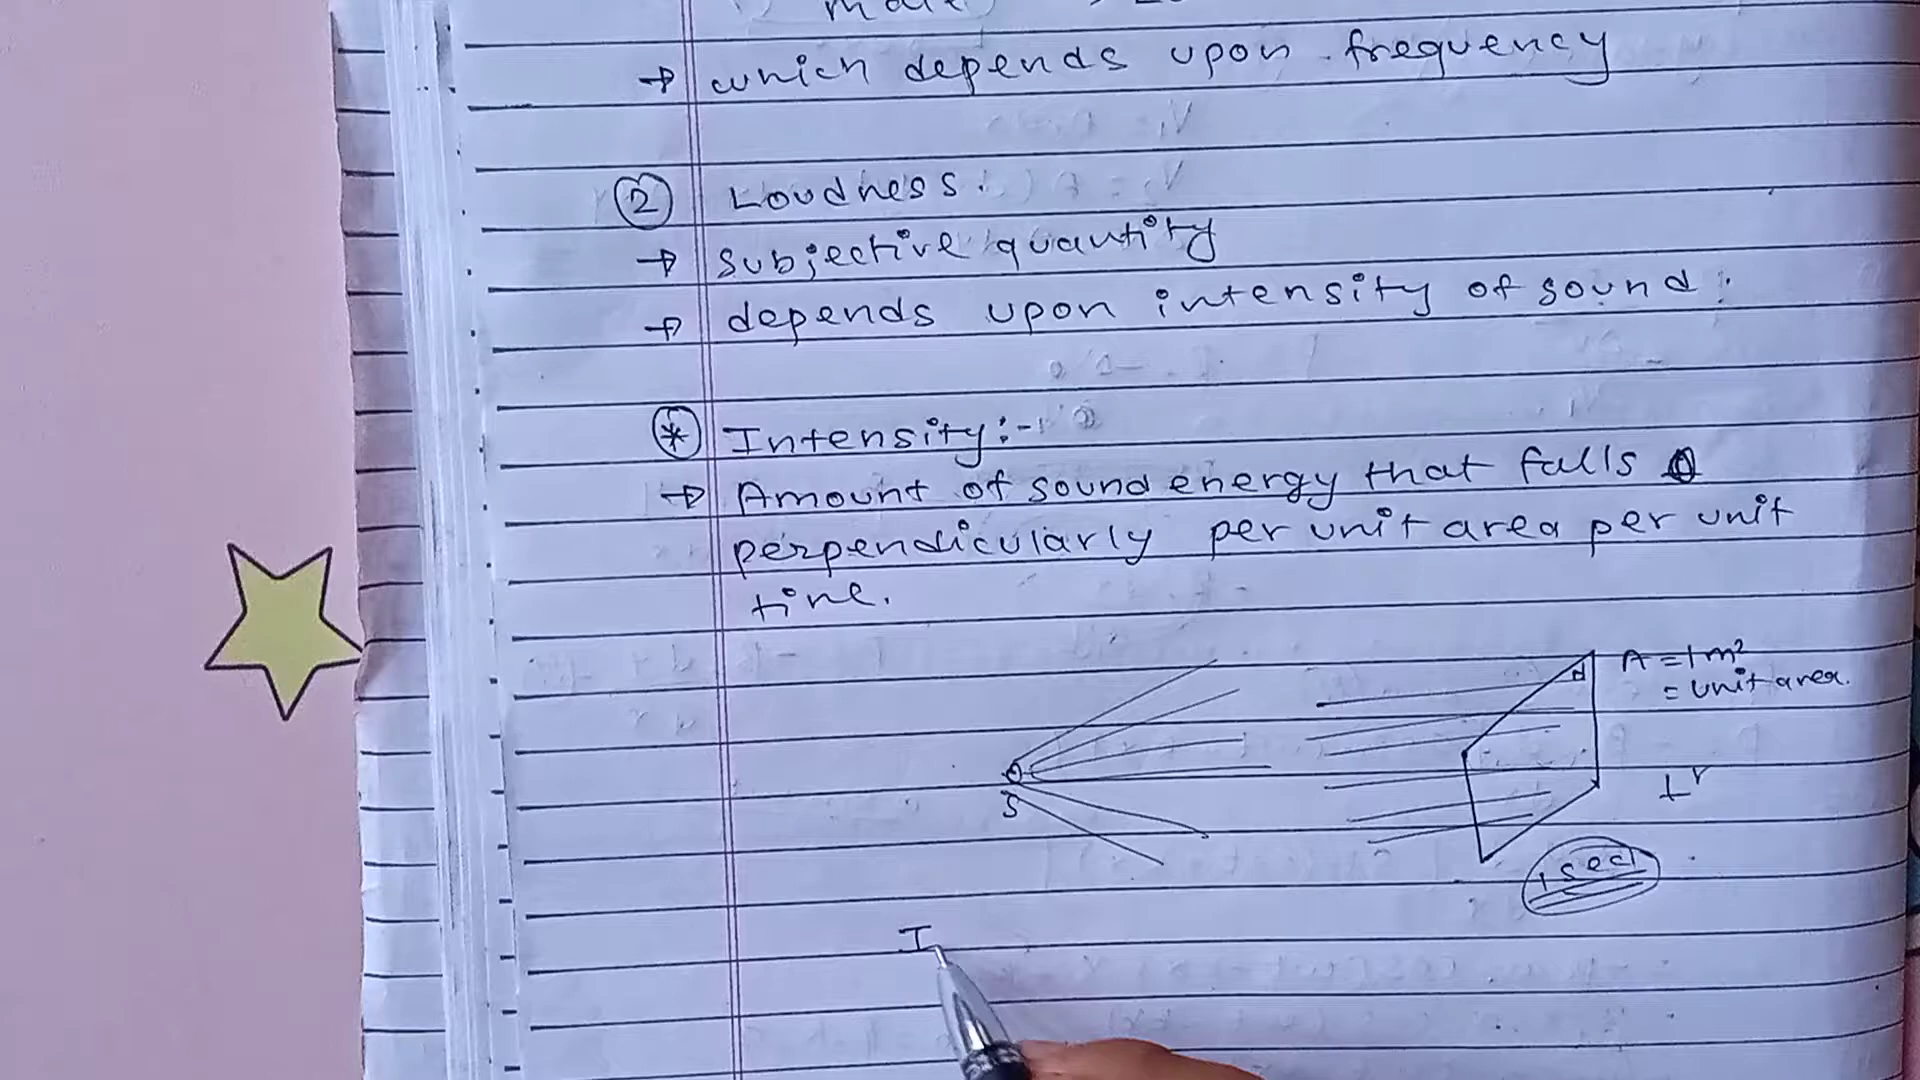 → which depends upon frequency
② Loudness.
→ subjective quantity
→ depends upon intensity of sound.
⊛ Intensity:-
→ Amount of sound energy that falls
perpendicularly per unit area per unit
time.
A = 1m²
= unit area.
S
⊥r
1 sec
I